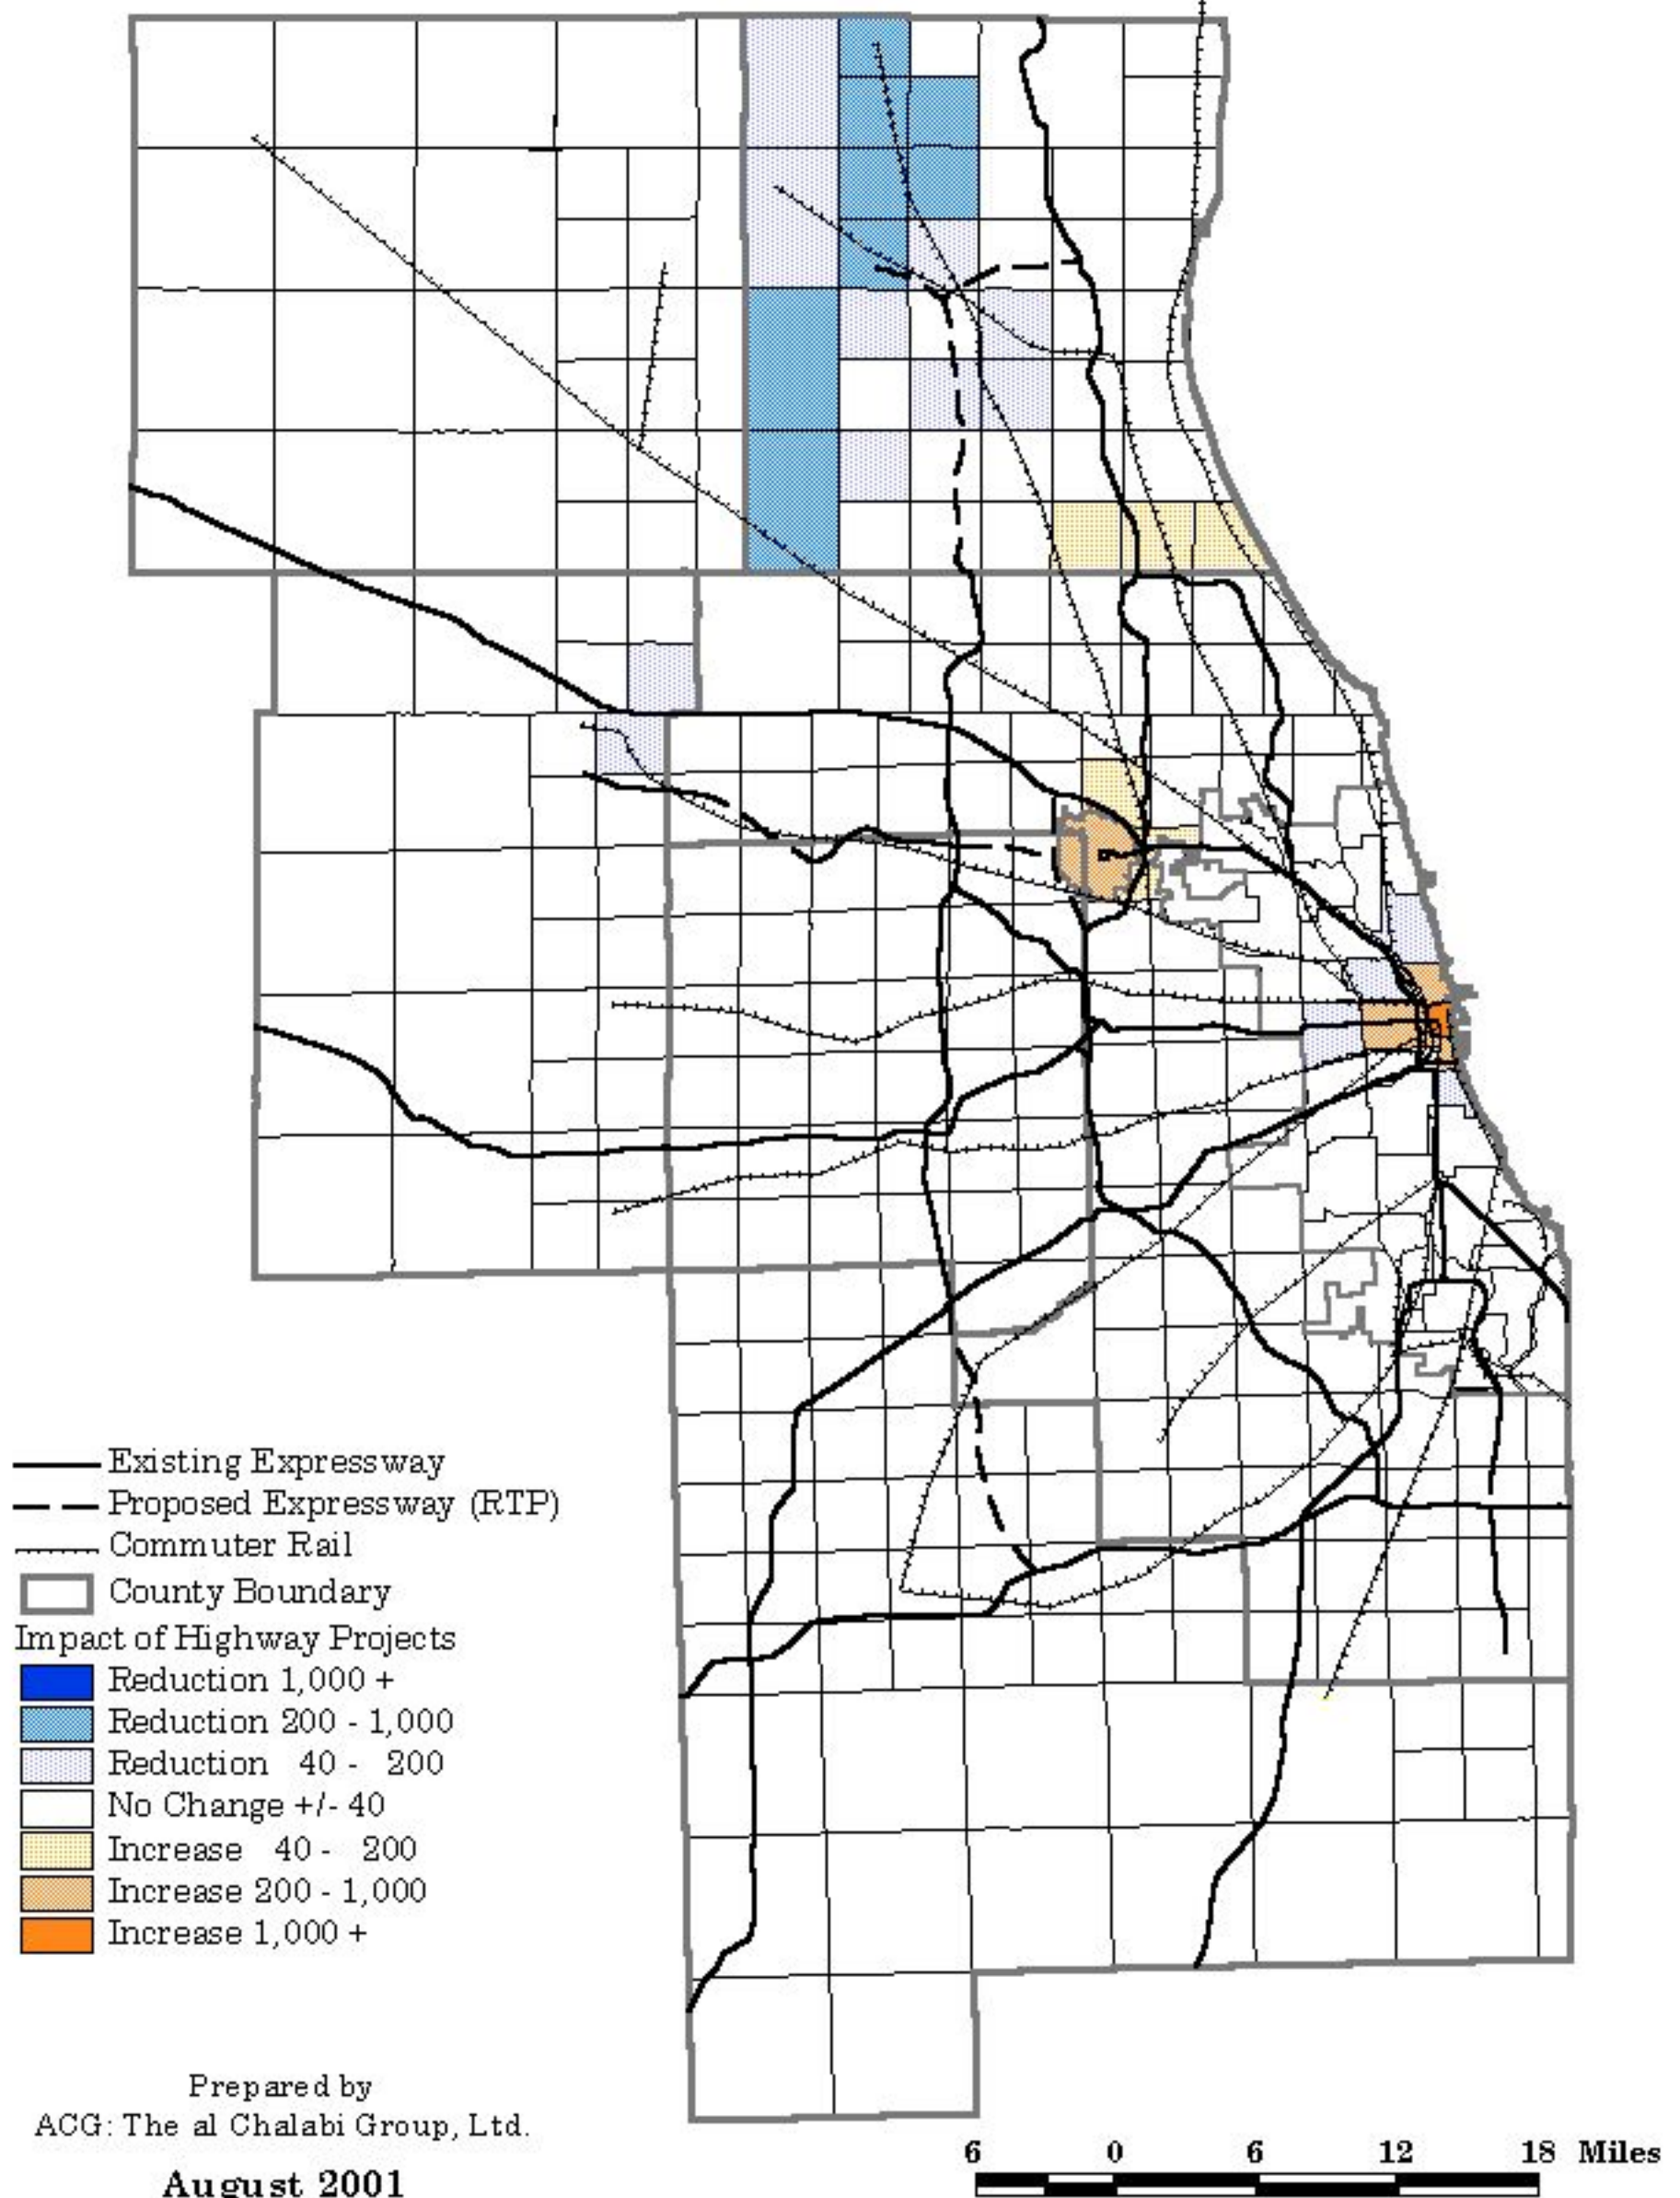 Existing Expressway
Proposed Expressway (RTP)
Commuter Rail
County Boundary
Impact of Highway Projects
Reduction 1,000 +
Reduction 200 - 1,000
Reduction 40 - 200
No Change +/- 40
Increase 40 - 200
Increase 200 - 1,000
Increase 1,000 +
Prepared by
ACG: The al Chalabi Group, Ltd.
August 2001
6 0 6 12 18 Miles